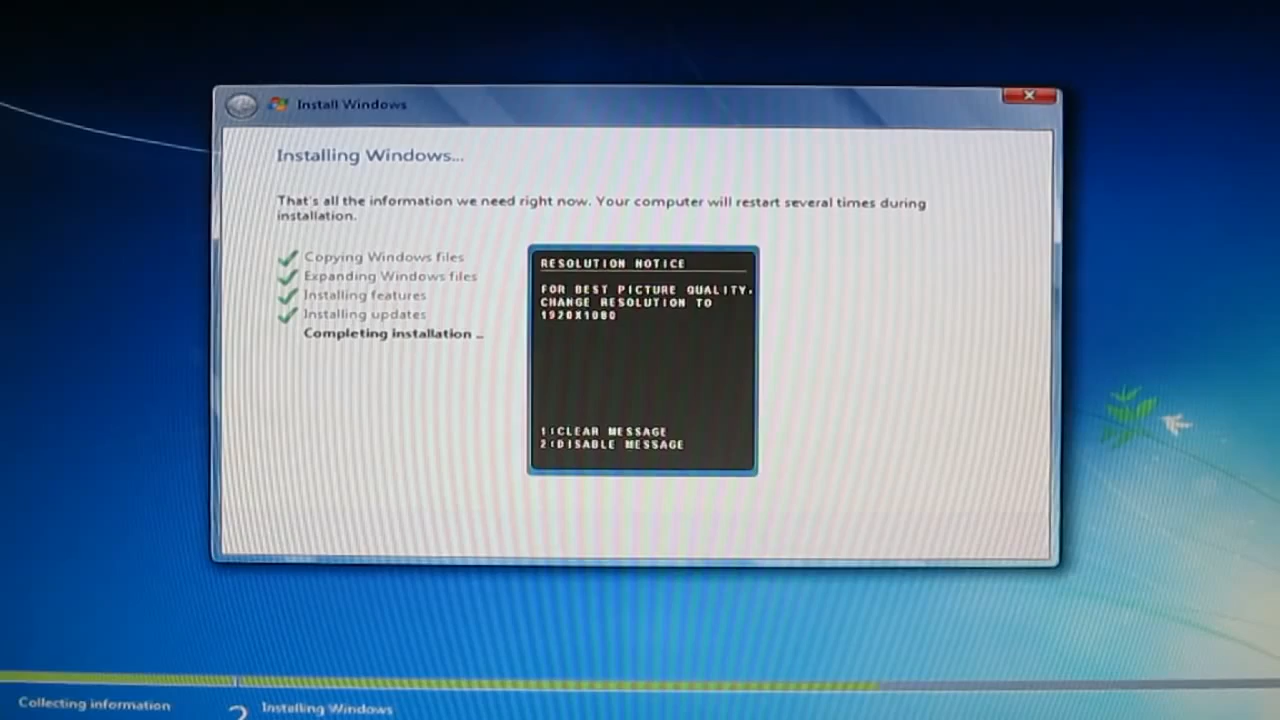 Install Windows
Installing Windows...
That's all the information we need right now. Your computer will restart several times during
installation.
Copying Windows files
Expanding Windows files
Installing features
Installing updates
Completing installation ...
RESOLUTION NOTICE
FOR BEST PICTURE QUALITY,
CHANGE RESOLUTION TO
1920X1080
1:CLEAR MESSAGE
2:DISABLE MESSAGE
Collecting information
2 Installing Windows